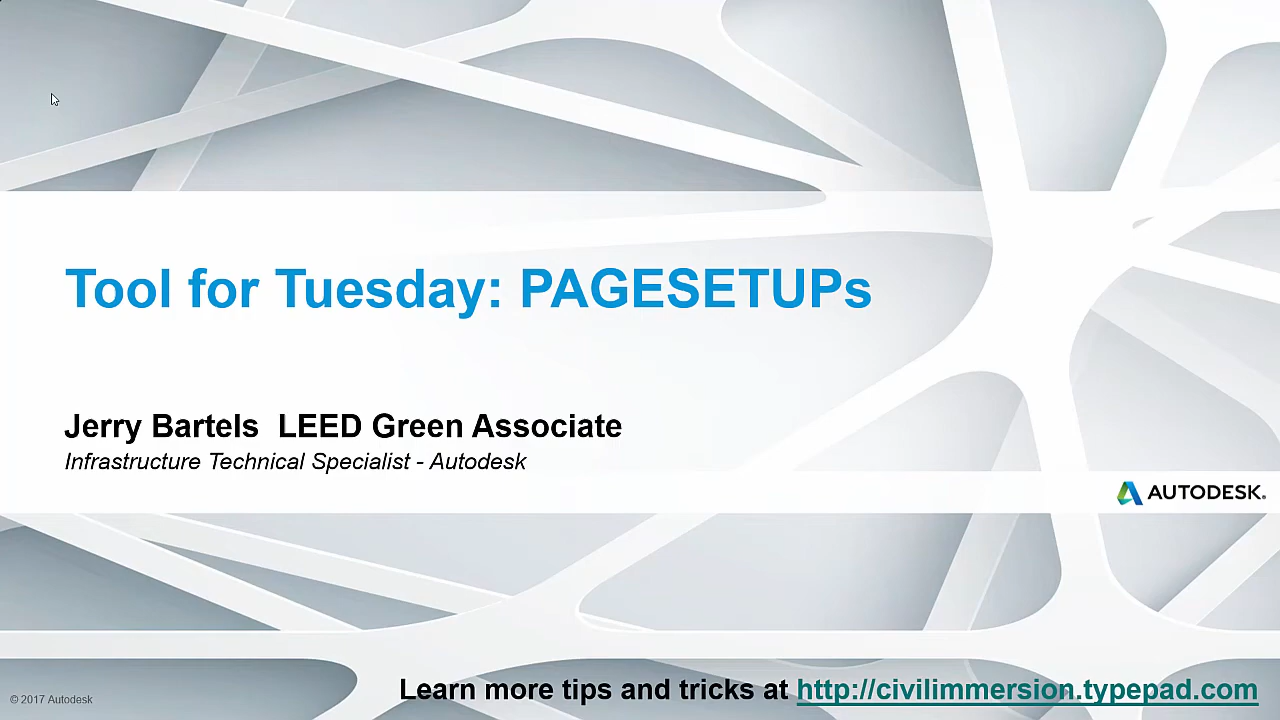 Tool for Tuesday: PAGESETUPs
Jerry Bartels  LEED Green Associate
Infrastructure Technical Specialist - Autodesk
AUTODESK.
Learn more tips and tricks at http://civilimmersion.typepad.com
© 2017 Autodesk